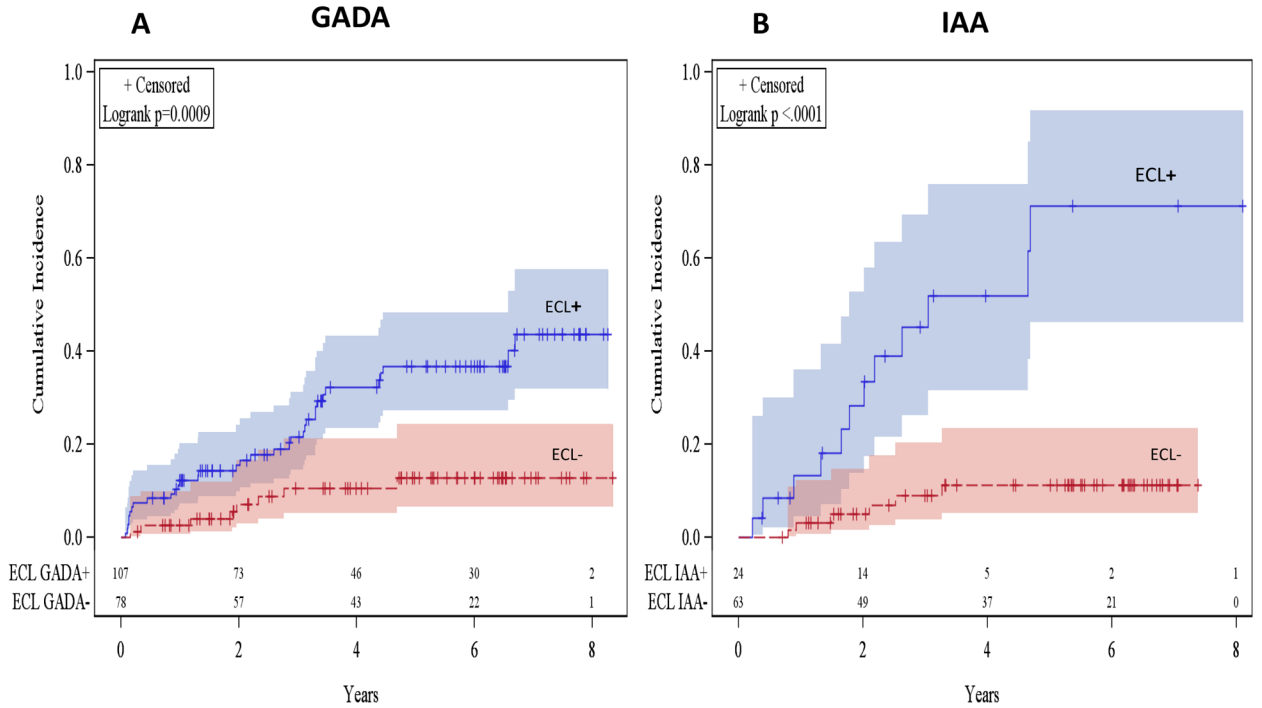 A
GADA
+ Censored
Logrank p=0.0009
1.0
0.8
0.6
0.4
0.2
0.0
Cumulative Incidence
ECL+
ECL-
ECL GADA+ 107 73 46 30 2
ECL GADA- 78 57 43 22 1
0 2 4 6 8
Years
B
IAA
+ Censored
Logrank p <.0001
1.0
0.8
0.6
0.4
0.2
0.0
Cumulative Incidence
ECL+
ECL-
ECL IAA+ 24 14 5 2 1
ECL IAA- 63 49 37 21 0
0 2 4 6 8
Years